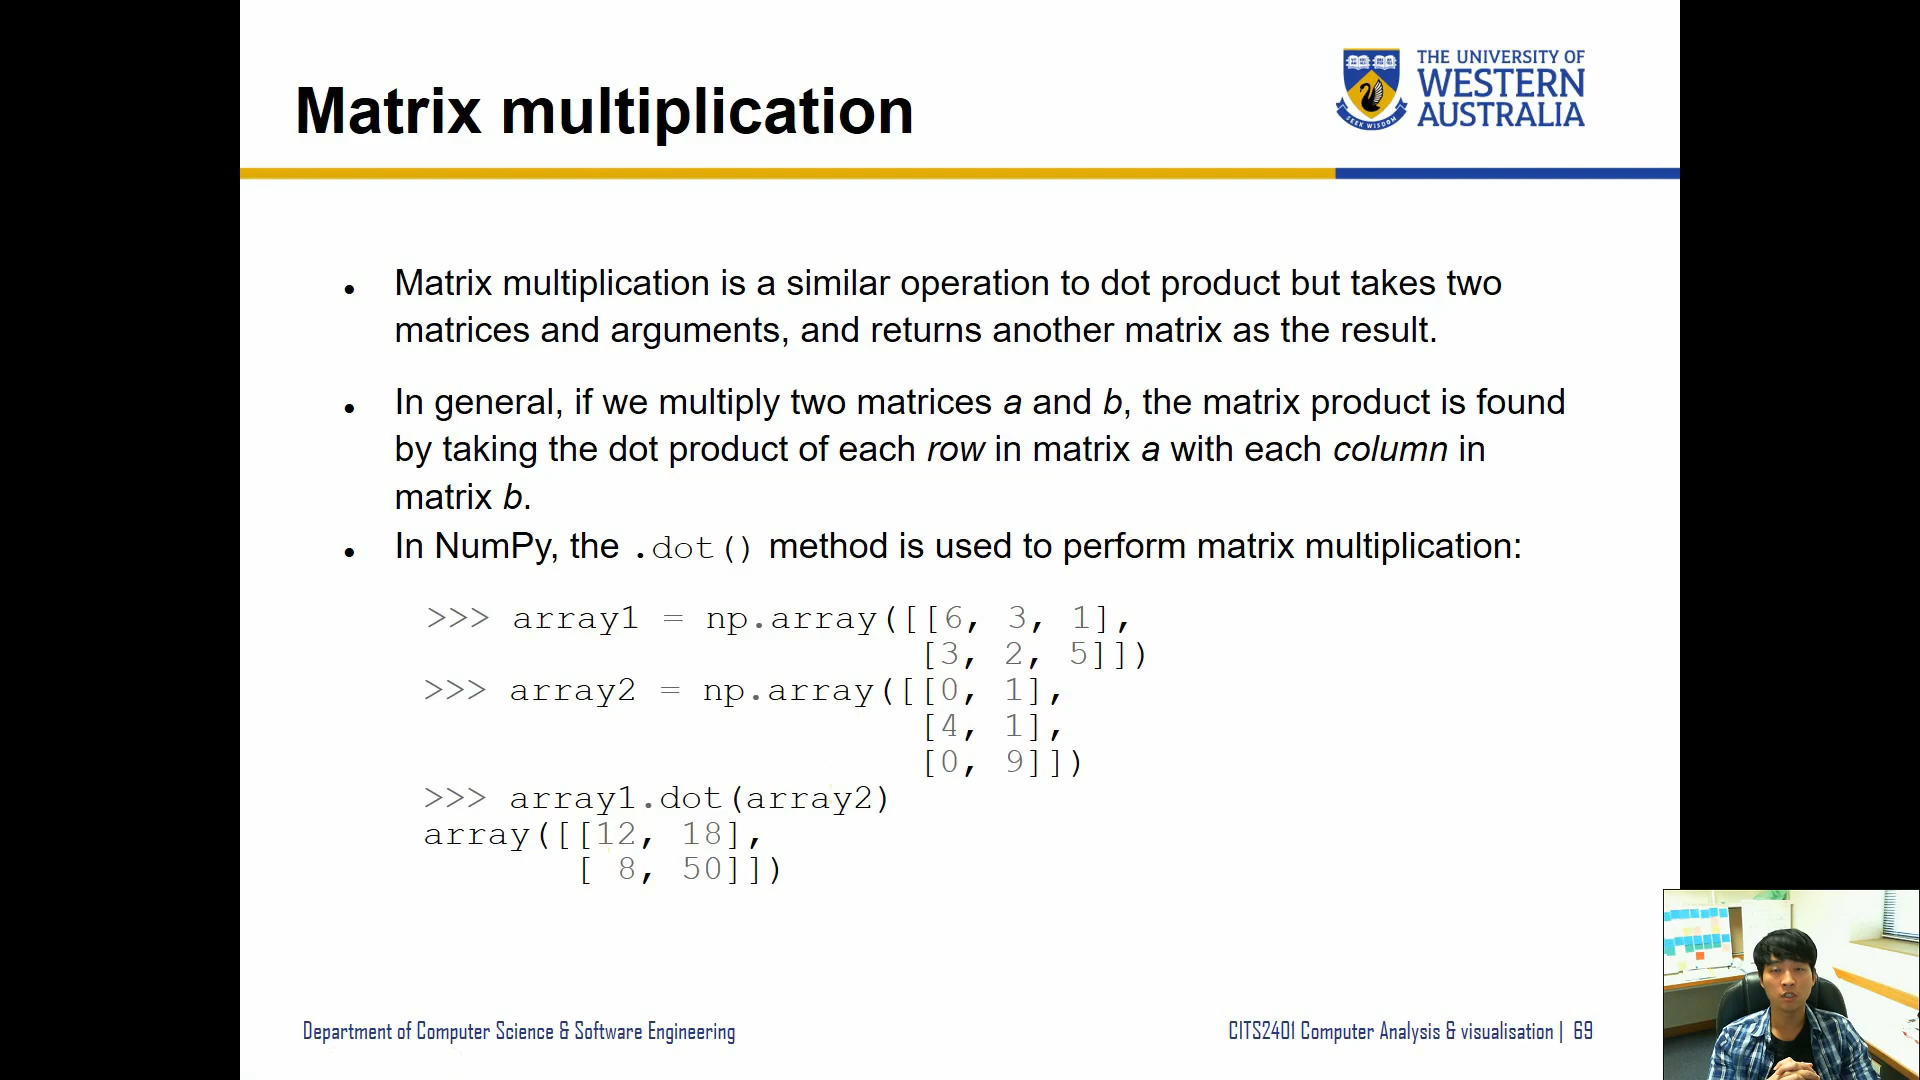 Matrix multiplication
THE UNIVERSITY OF
WESTERN
AUSTRALIA
SEEK WISDOM
• Matrix multiplication is a similar operation to dot product but takes two
matrices and arguments, and returns another matrix as the result.
• In general, if we multiply two matrices a and b, the matrix product is found
by taking the dot product of each row in matrix a with each column in
matrix b.
• In NumPy, the .dot() method is used to perform matrix multiplication:
>>> array1 = np.array([[6, 3, 1],
[3, 2, 5]])
>>> array2 = np.array([[0, 1],
[4, 1],
[0, 9]])
>>> array1.dot(array2)
array([[12, 18],
[ 8, 50]])
Department of Computer Science & Software Engineering
CITS2401 Computer Analysis & visualisation | 69